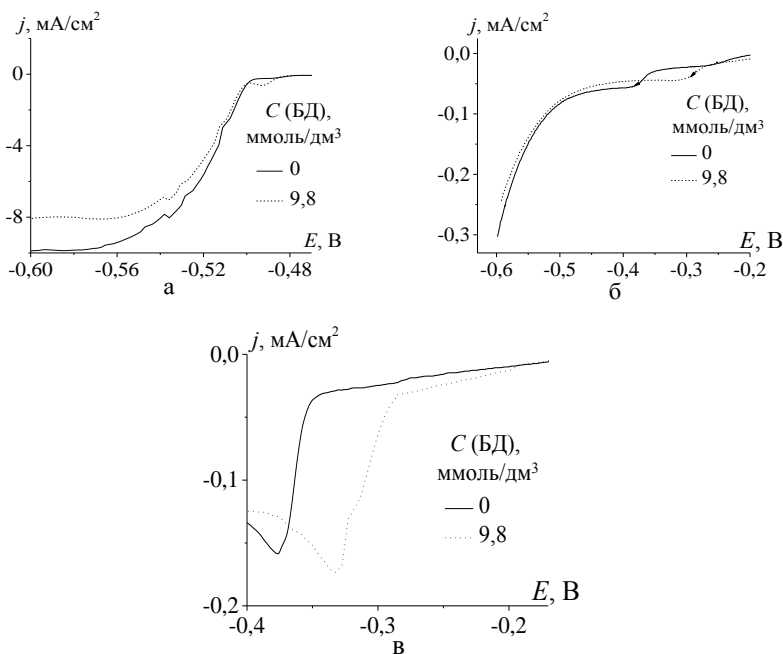 j, мА/см²
0
-4
-8
C (БД),
ммоль/дм³
0
9,8
E, В
-0,60 -0,56 -0,52 -0,48
а
j, мА/см²
0,0
-0,1
-0,2
-0,3
C (БД),
ммоль/дм³
0
9,8
E, В
-0,6 -0,5 -0,4 -0,3 -0,2
б
j, мА/см²
0,0
-0,1
-0,2
C (БД),
ммоль/дм³
0
9,8
E, В
-0,4 -0,3 -0,2
в